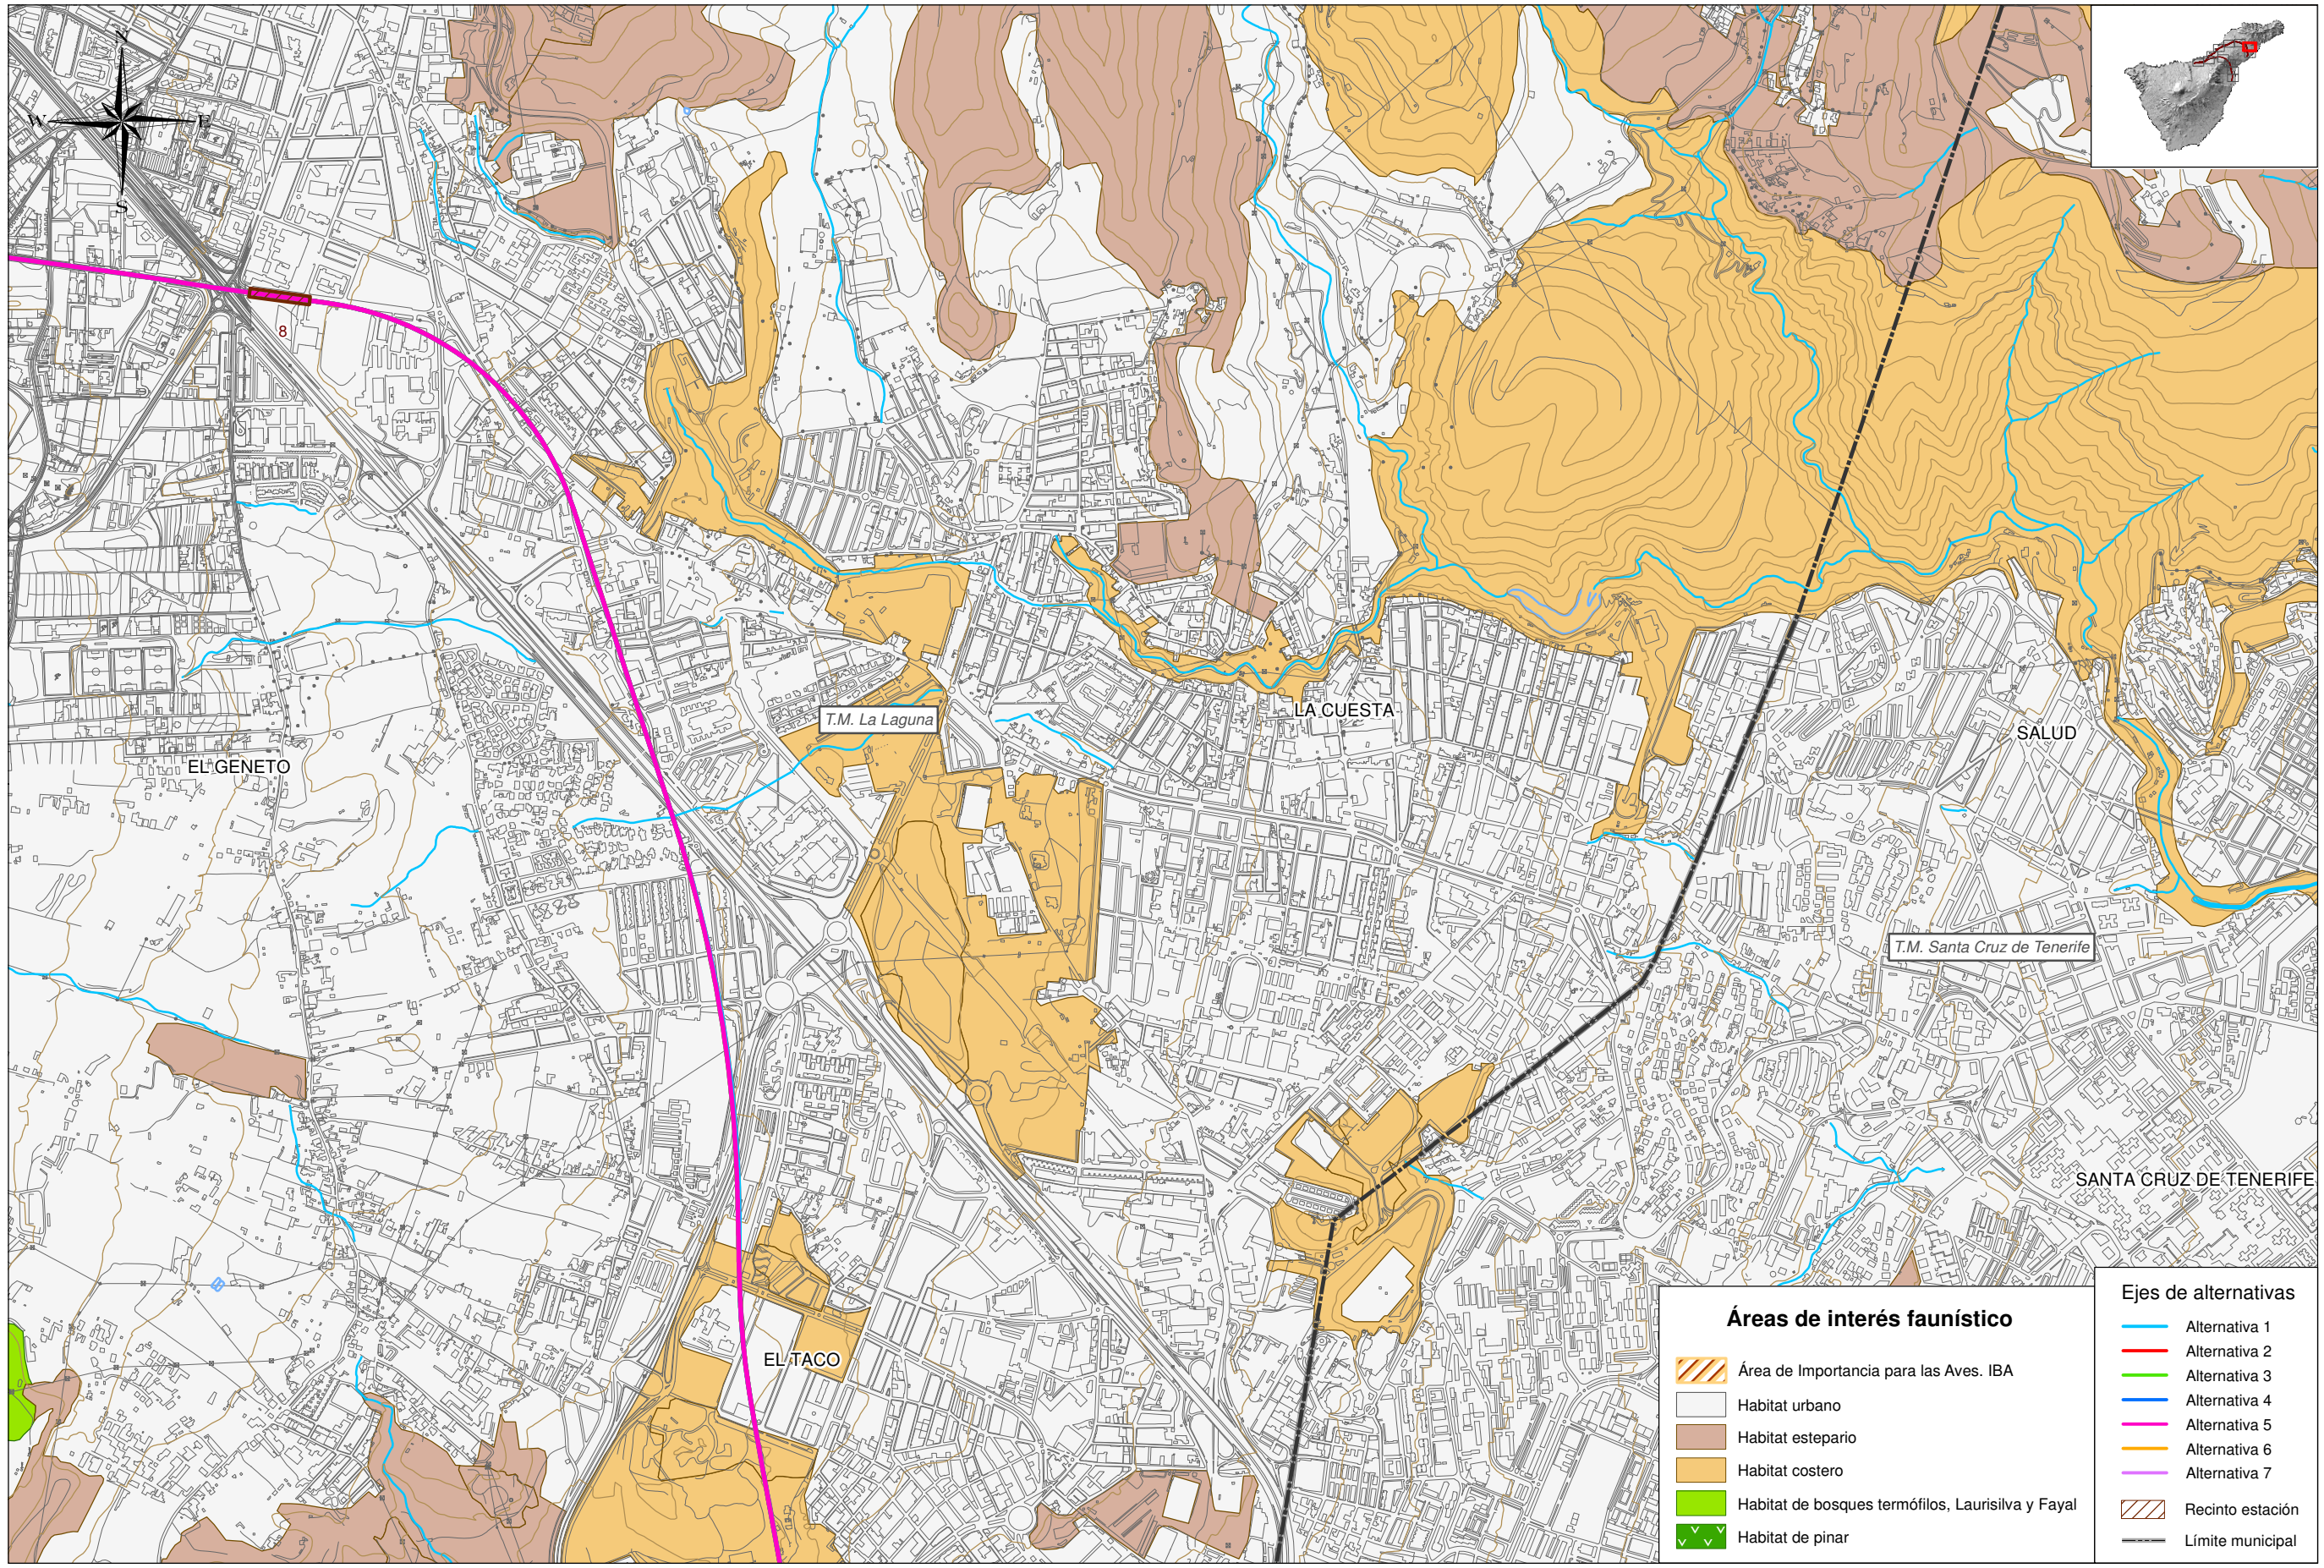 N
W
E
S
8
T.M. La Laguna
LA CUESTA
SALUD
EL GENETO
T.M. Santa Cruz de Tenerife
SANTA CRUZ DE TENERIFE
EL TACO
Áreas de interés faunístico
Área de Importancia para las Aves. IBA
Habitat urbano
Habitat estepario
Habitat costero
Habitat de bosques termófilos, Laurisilva y Fayal
Habitat de pinar
Ejes de alternativas
Alternativa 1
Alternativa 2
Alternativa 3
Alternativa 4
Alternativa 5
Alternativa 6
Alternativa 7
Recinto estación
Límite municipal